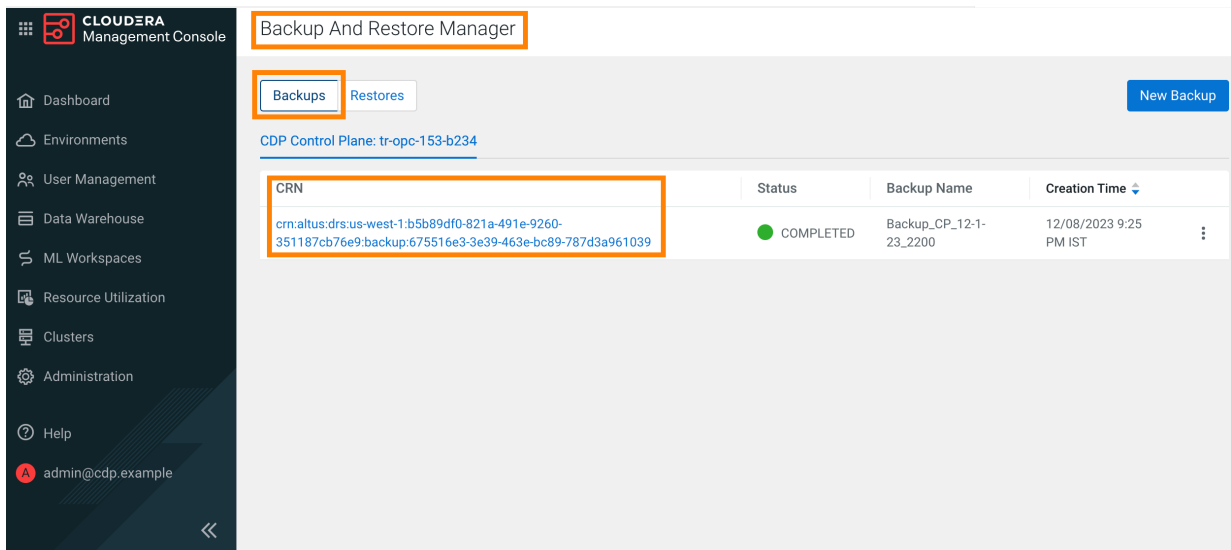 CLOUDERA
Management Console
Backup And Restore Manager
Dashboard
Environments
User Management
Data Warehouse
ML Workspaces
Resource Utilization
Clusters
Administration
Help
A admin@cdp.example
Backups Restores
New Backup
CDP Control Plane: tr-opc-153-b234
CRN Status Backup Name Creation Time
crn:altus:drs:us-west-1:b5b89df0-821a-491e-9260-
351187cb76e9:backup:675516e3-3e39-463e-bc89-787d3a961039
COMPLETED
Backup_CP_12-1-
23_2200
12/08/2023 9:25
PM IST